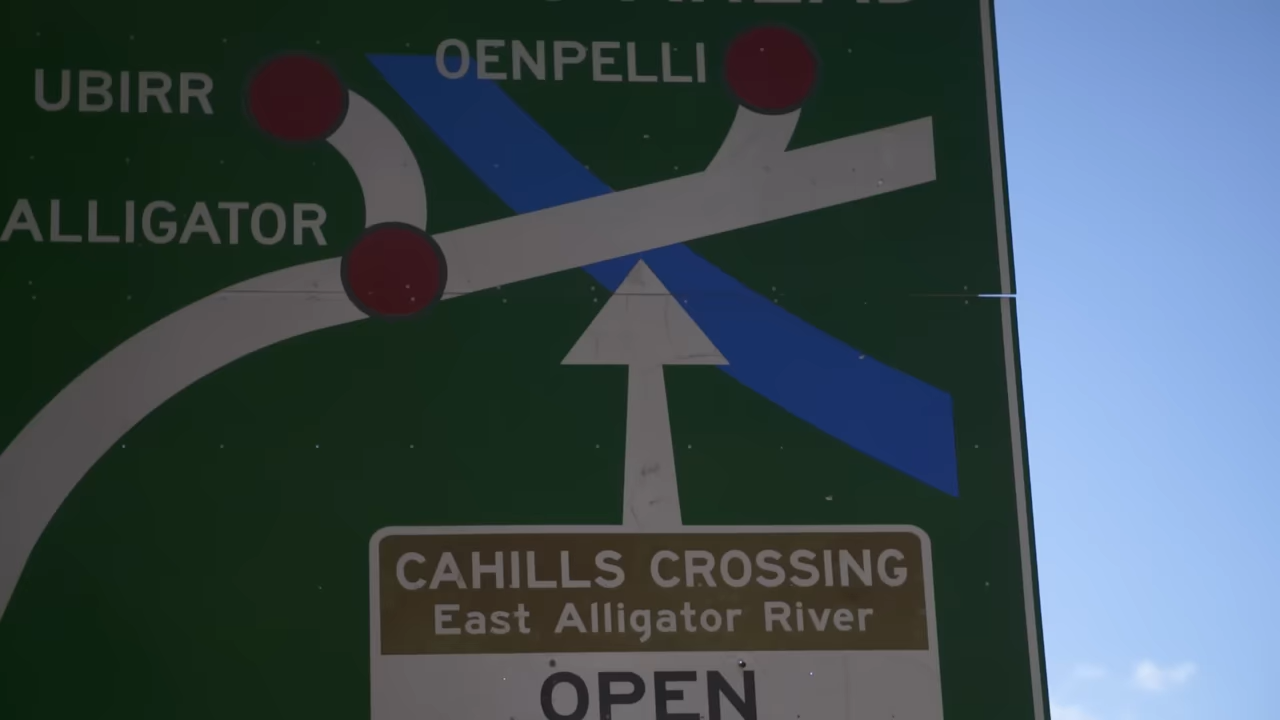 OENPELLI
UBIRR
ALLIGATOR
CAHILLS CROSSING
East Alligator River
OPEN